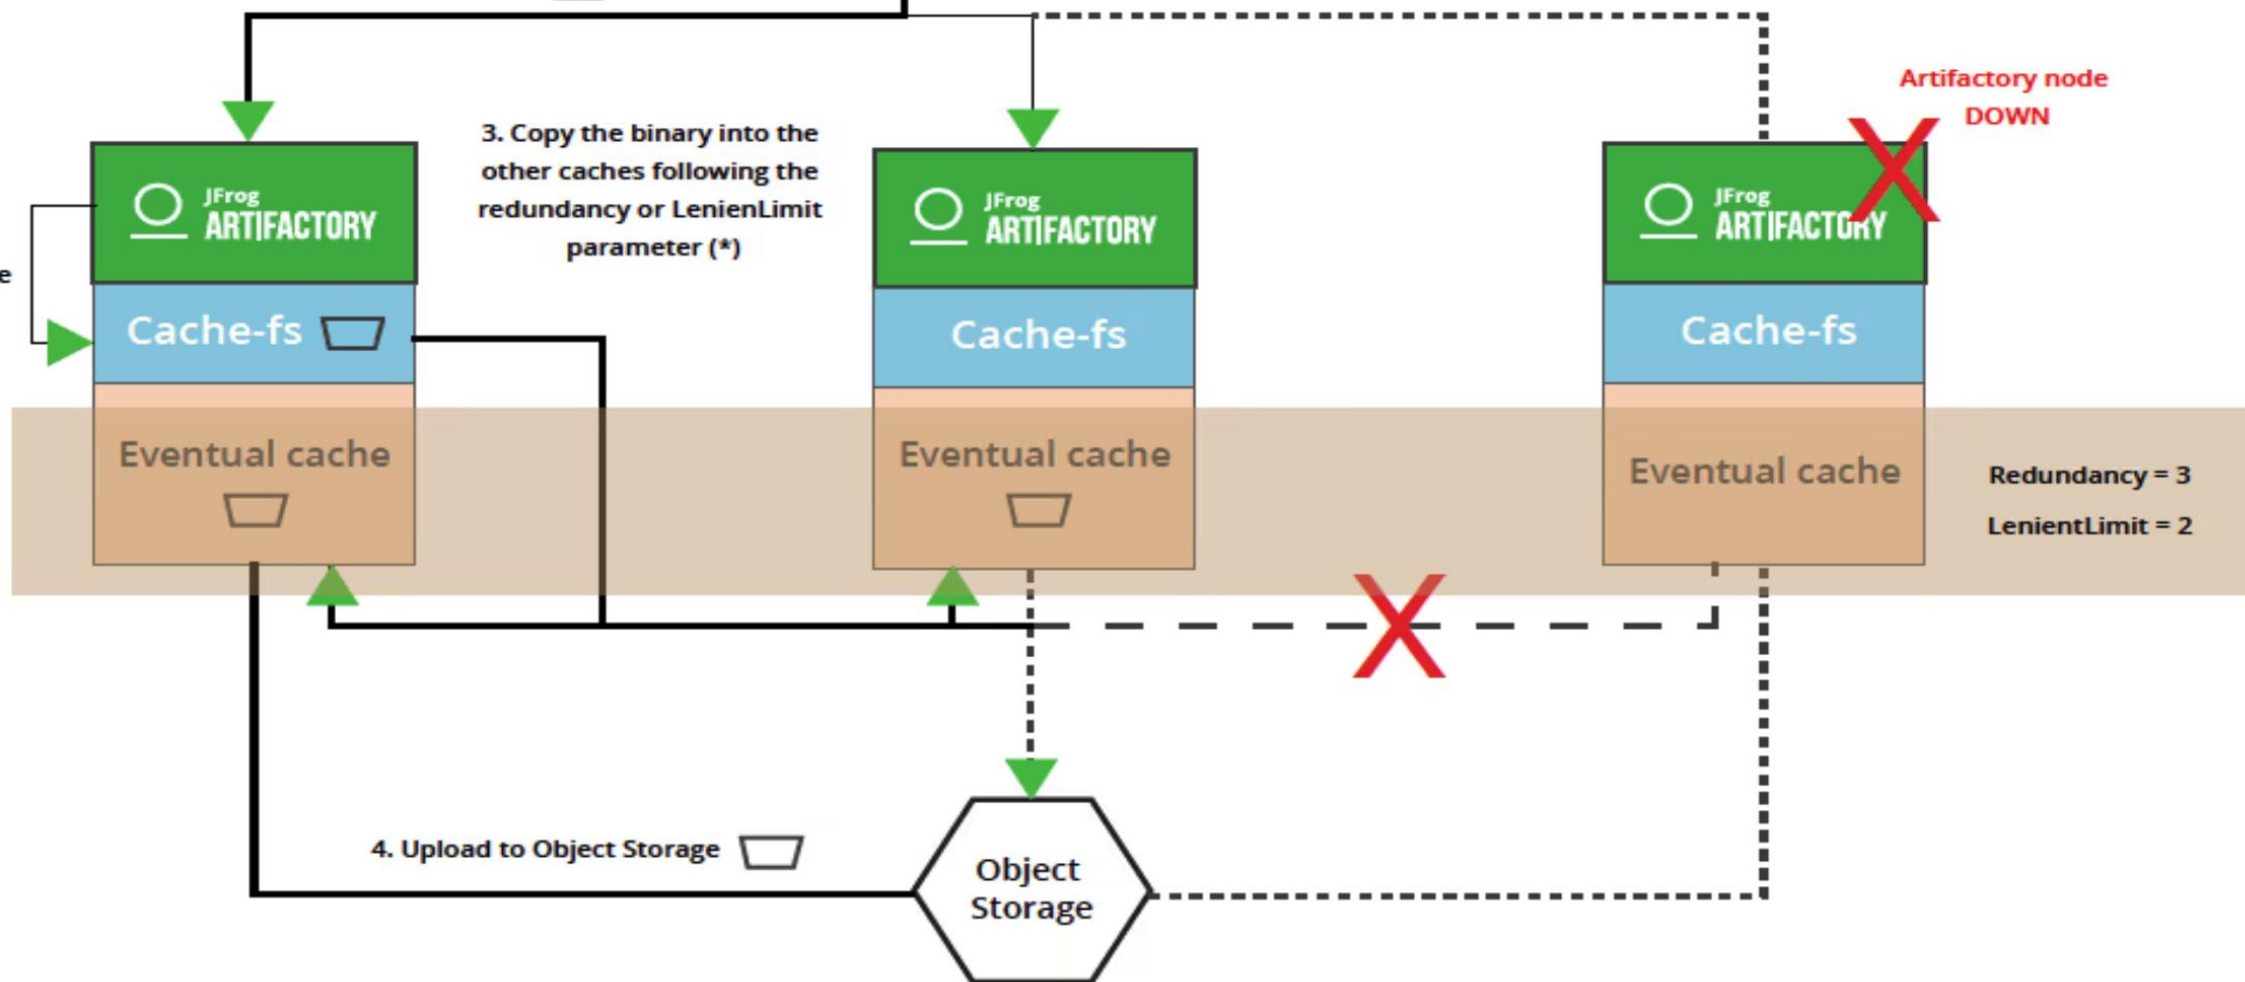 Artifactory node
DOWN
3. Copy the binary into the
other caches following the
redundancy or LenienLimit
parameter (*)
JFrog
ARTIFACTORY
JFrog
ARTIFACTORY
JFrog
ARTIFACTORY
e
Cache-fs
Cache-fs
Cache-fs
Eventual cache
Eventual cache
Eventual cache
Redundancy = 3
LenientLimit = 2
4. Upload to Object Storage
Object
Storage